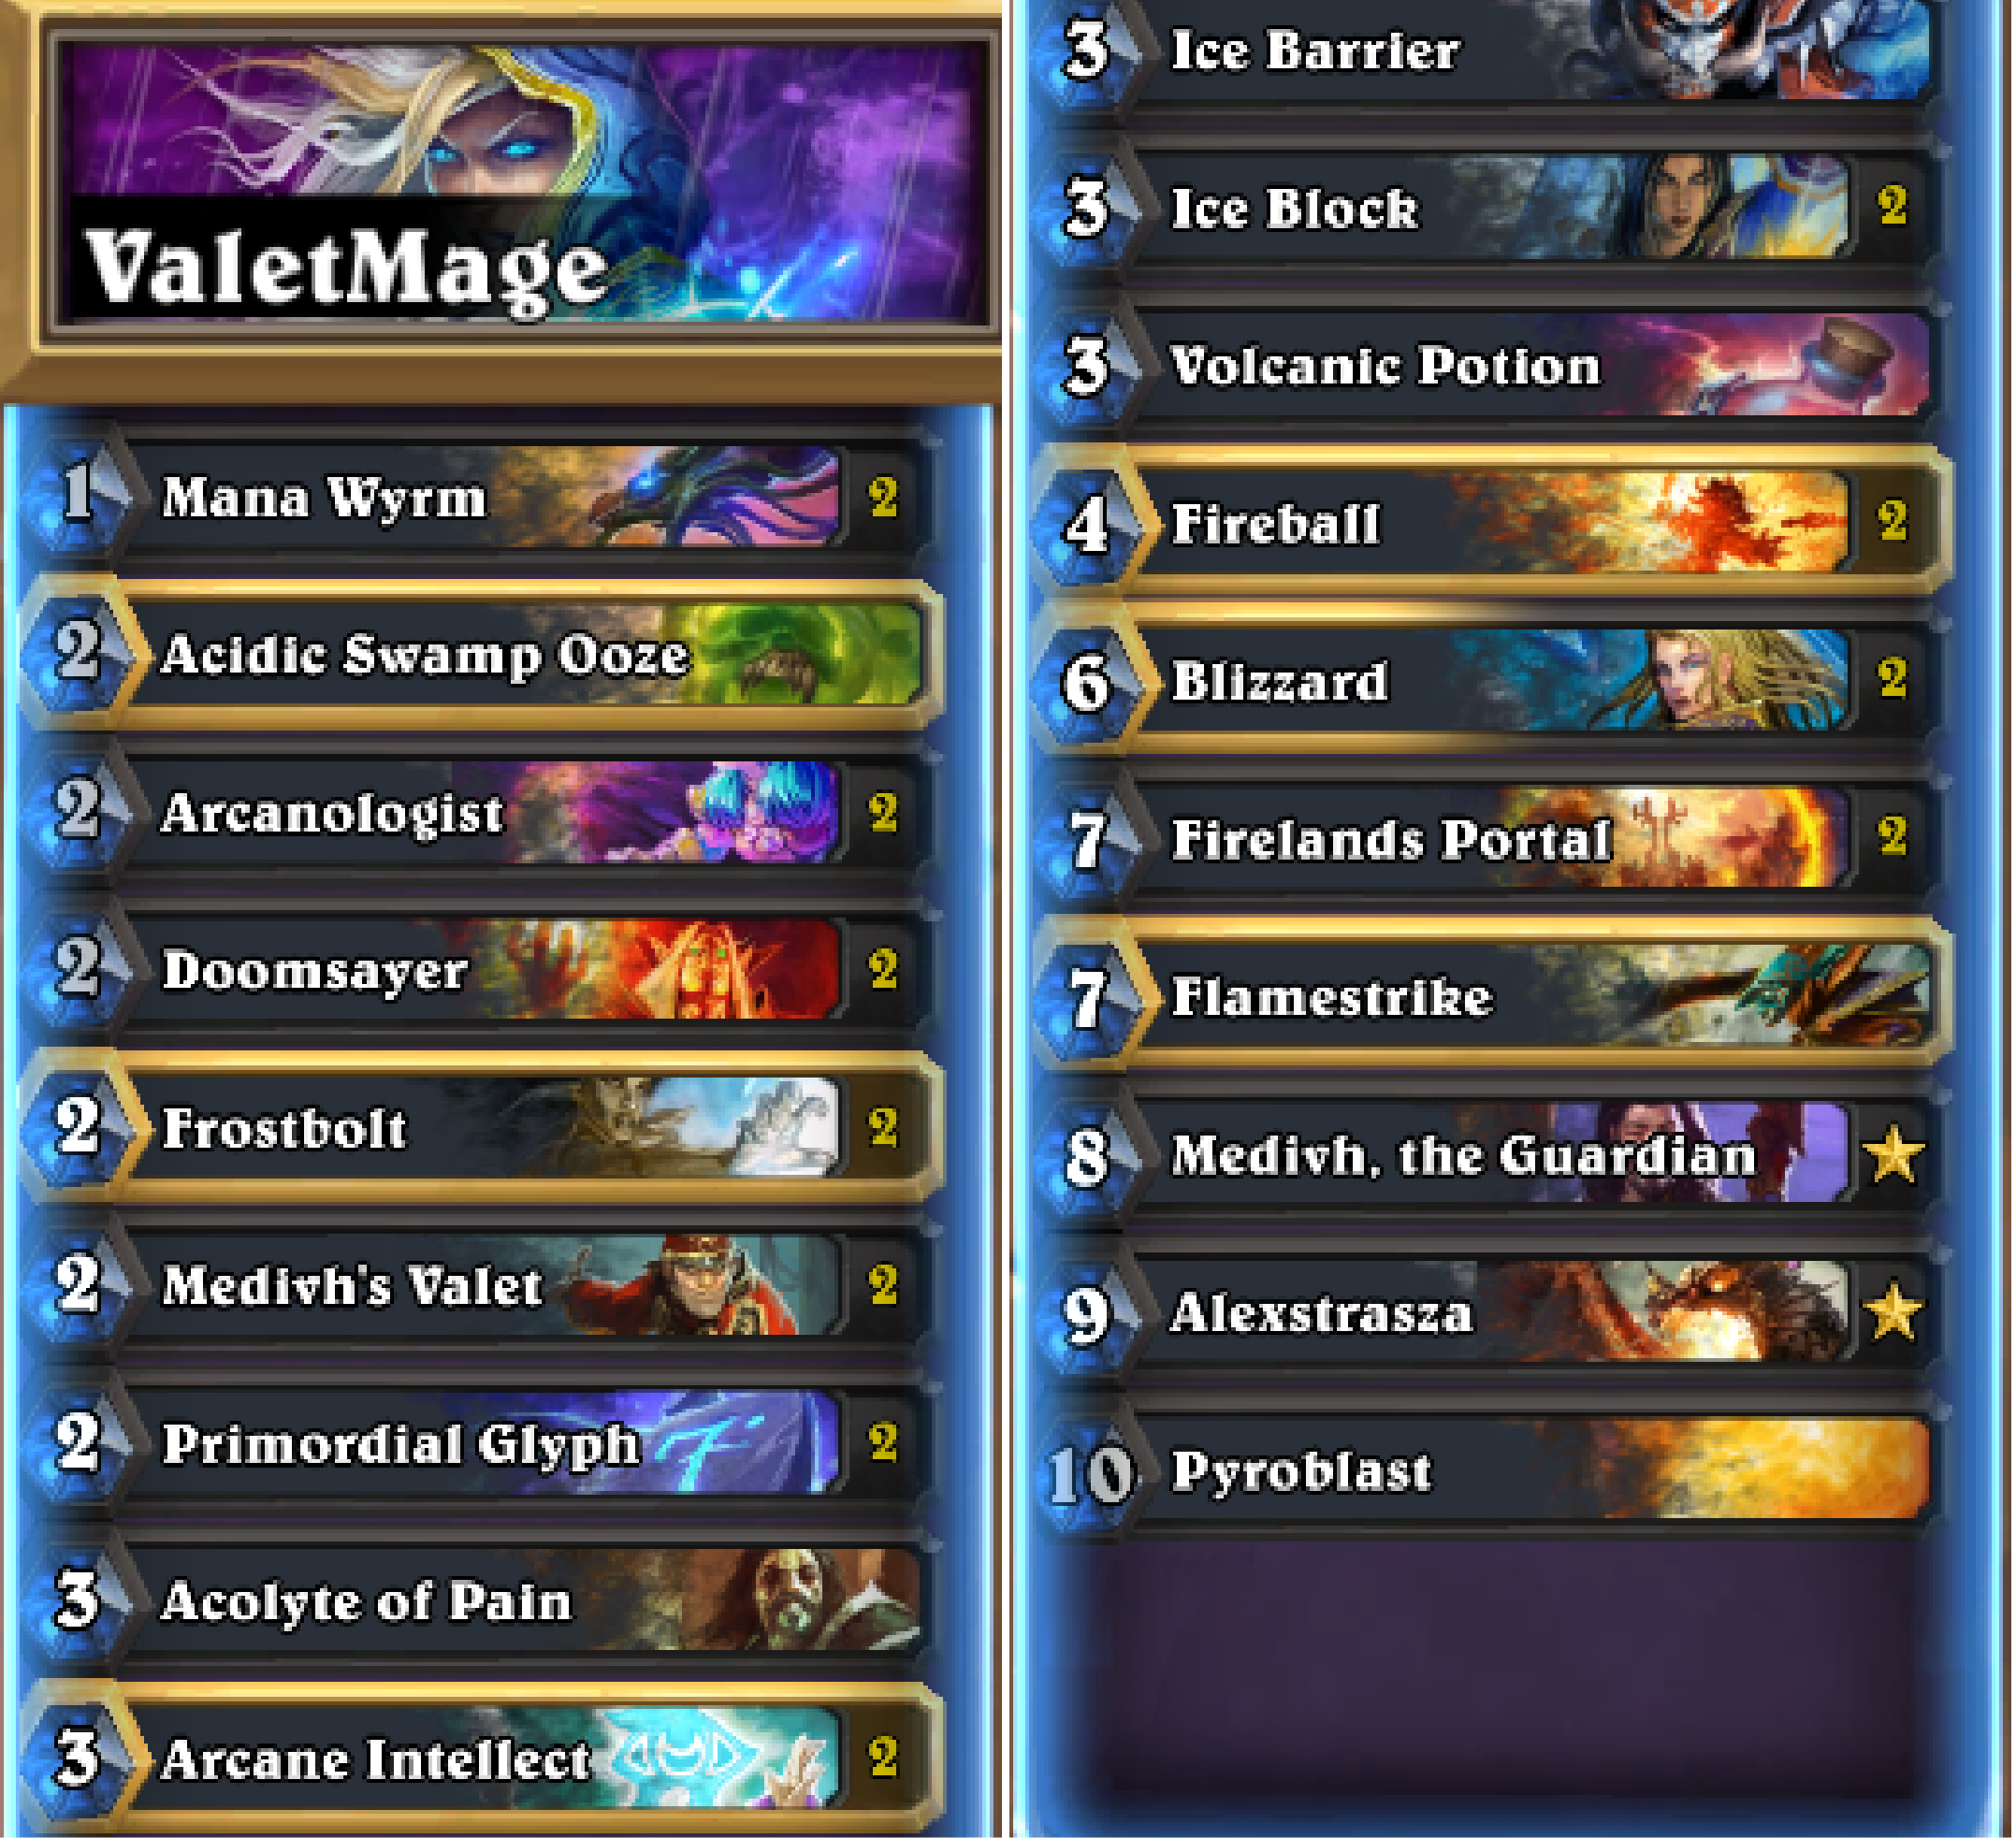 ValetMage
1 Mana Wyrm 2
2 Acidic Swamp Ooze
2 Arcanologist 2
2 Doomsayer 2
2 Frostbolt 2
2 Medivh's Valet 2
2 Primordial Glyph 2
3 Acolyte of Pain
3 Arcane Intellect 2
3 Ice Barrier
3 Ice Block 2
3 Volcanic Potion
4 Fireball 2
6 Blizzard 2
7 Firelands Portal 2
7 Flamestrike
8 Medivh, the Guardian
9 Alexstrasza
10 Pyroblast